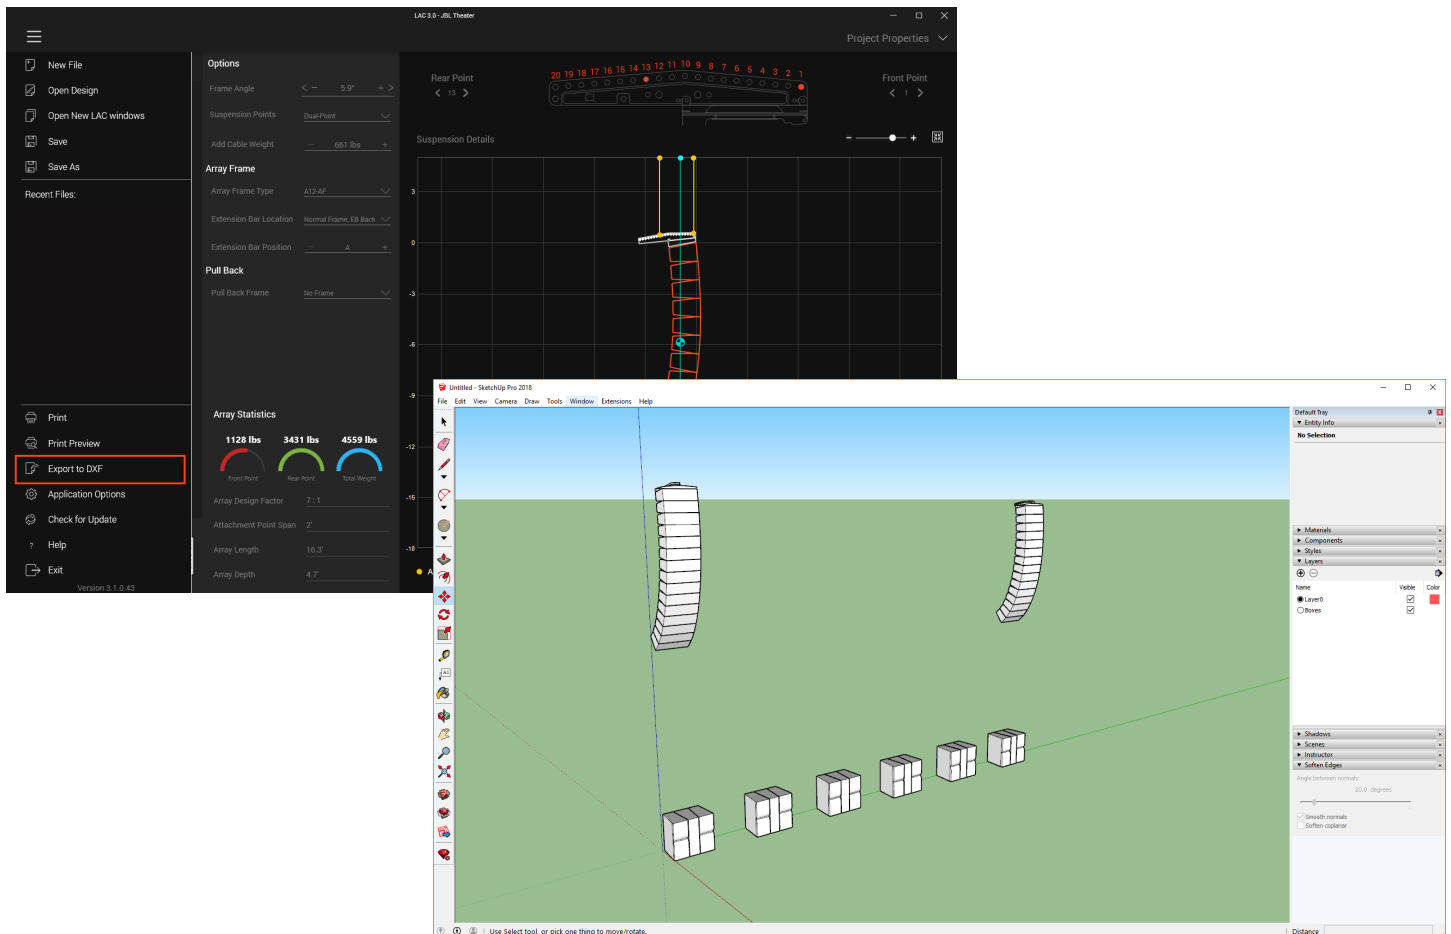 LAC 3.0 - JBL Theater
Project Properties
New File
Open Design
Open New LAC windows
Save
Save As
Recent Files:
Print
Print Preview
Export to DXF
Application Options
Check for Update
? Help
Exit
Version 3.1.0.43
Options
Frame Angle < − 5.9° + >
Suspension Points Dual-Point
Add Cable Weight − 661 lbs +
Array Frame
Array Frame Type A12-AF
Extension Bar Location Normal Frame, EB Back
Extension Bar Position − A +
Pull Back
Pull Back Frame No Frame
Array Statistics
1128 lbs 3431 lbs 4559 lbs
Front Point Rear Point Total Weight
Array Design Factor 7 : 1
Attachment Point Span 2'
Array Length 16.3'
Array Depth 4.7'
Rear Point
< 13 >
20 19 18 17 16 15 14 13 12 11 10 9 8 7 6 5 4 3 2 1
Front Point
< 1 >
Suspension Details
- +
3
0
-3
-6
-9
-12
-15
-18
A
Untitled - SketchUp Pro 2018
File Edit View Camera Draw Tools Window Extensions Help
Default Tray
Entity Info
No Selection
Materials
Components
Styles
Layers
Name Visible Color
Layer0
Boxes
Shadows
Scenes
Instructor
Soften Edges
Angle between normals:
20.0 degrees
Smooth normals
Soften coplanar
Use Select tool, or pick one thing to move/rotate.
Distance